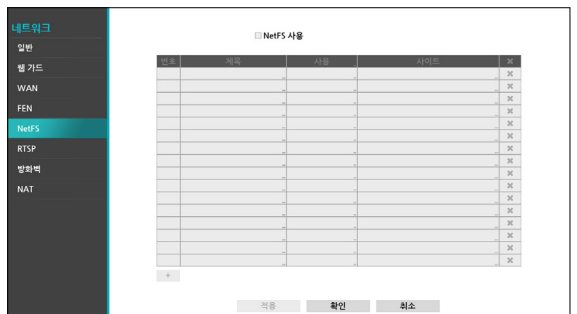 네트워크
일반
웹 가드
WAN
FEN
NetFS
RTSP
방화벽
NAT
NetFS 사용
번호 제목 사용 사이트
+
적용 확인 취소